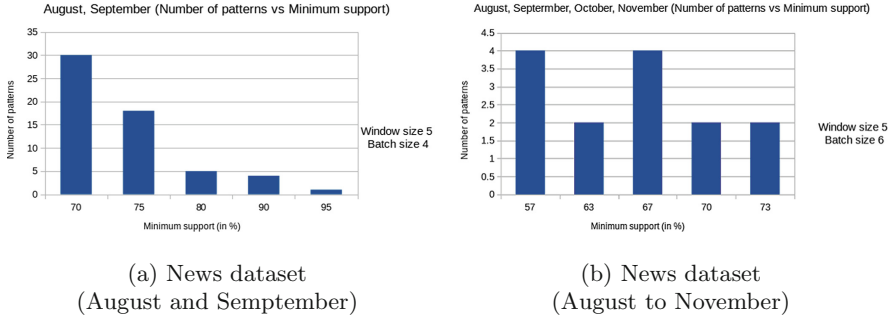 August, September (Number of patterns vs Minimum support)
35
30
25
20
15
10
5
0
Number of patterns
70 75 80 90 95
Minimum support (in %)
Window size 5
Batch size 4
(a) News dataset
(August and Semptember)
August, Septermber, October, November (Number of patterns vs Minimum support)
4.5
4
3.5
3
2.5
2
1.5
1
0.5
0
Number of patterns
57 63 67 70 73
Minimum support (in %)
Window size 5
Batch size 6
(b) News dataset
(August to November)